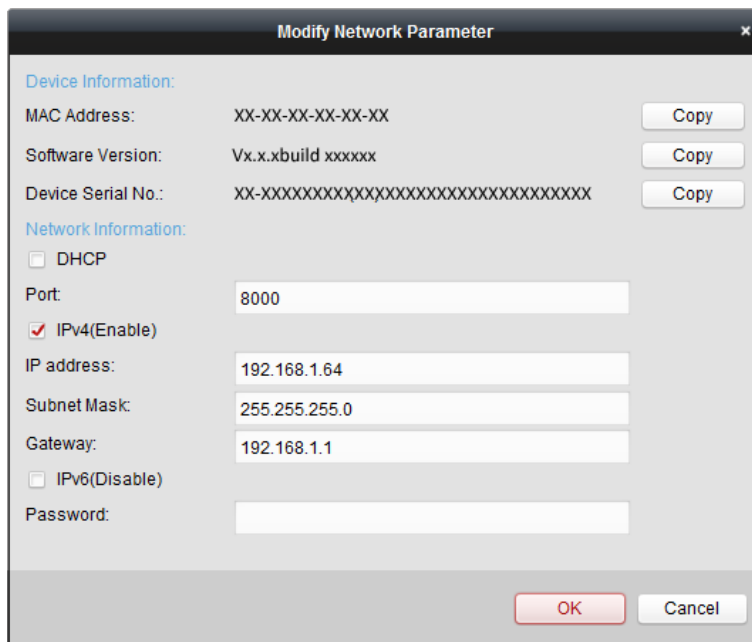 Modify Network Parameter ×
Device Information:
MAC Address: XX-XX-XX-XX-XX-XX Copy
Software Version: Vx.x.xbuild xxxxxx Copy
Device Serial No.: XX-XXXXXXXXXXXXXXXXXXXXXXXXXXXXXXXX Copy
Network Information:
DHCP
Port: 8000
IPv4(Enable)
IP address: 192.168.1.64
Subnet Mask: 255.255.255.0
Gateway: 192.168.1.1
IPv6(Disable)
Password:
OK Cancel